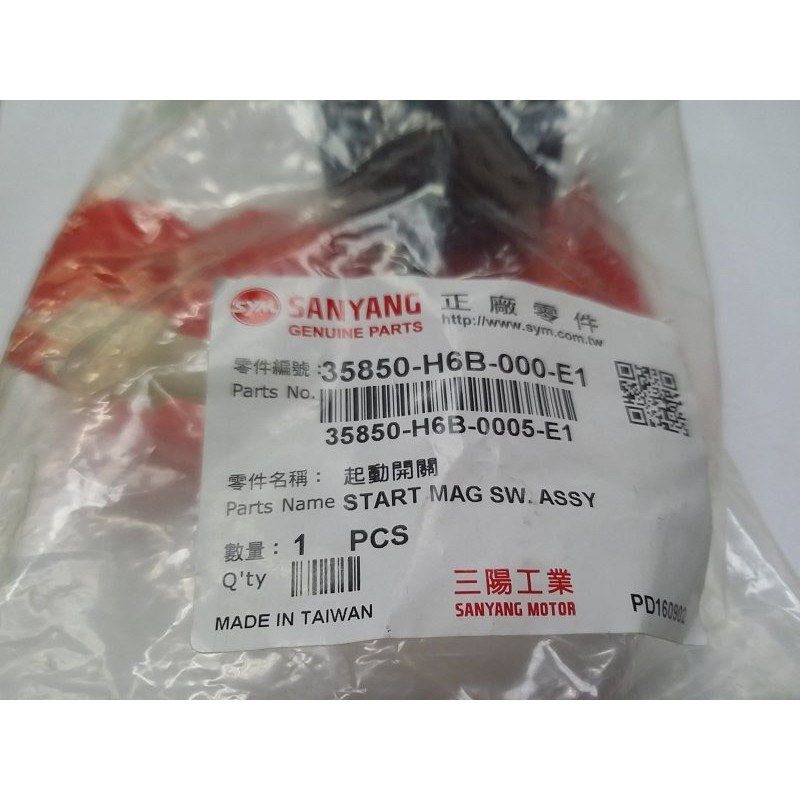 SYM SANYANG 正廠零件
GENUINE PARTS http://www.sym.com.tw
零件編號：35850-H6B-000-E1
Parts No.
35850-H6B-0005-E1
零件名稱： 起動開關
Parts Name START MAG SW. ASSY
數量：1 PCS
Q'ty
三陽工業
MADE IN TAIWAN SANYANG MOTOR PD160902